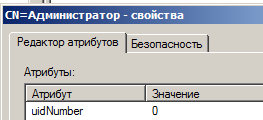 CN=Администратор - свойства
Редактор атрибутов Безопасность
Атрибуты:
Атрибут Значение
uidNumber 0